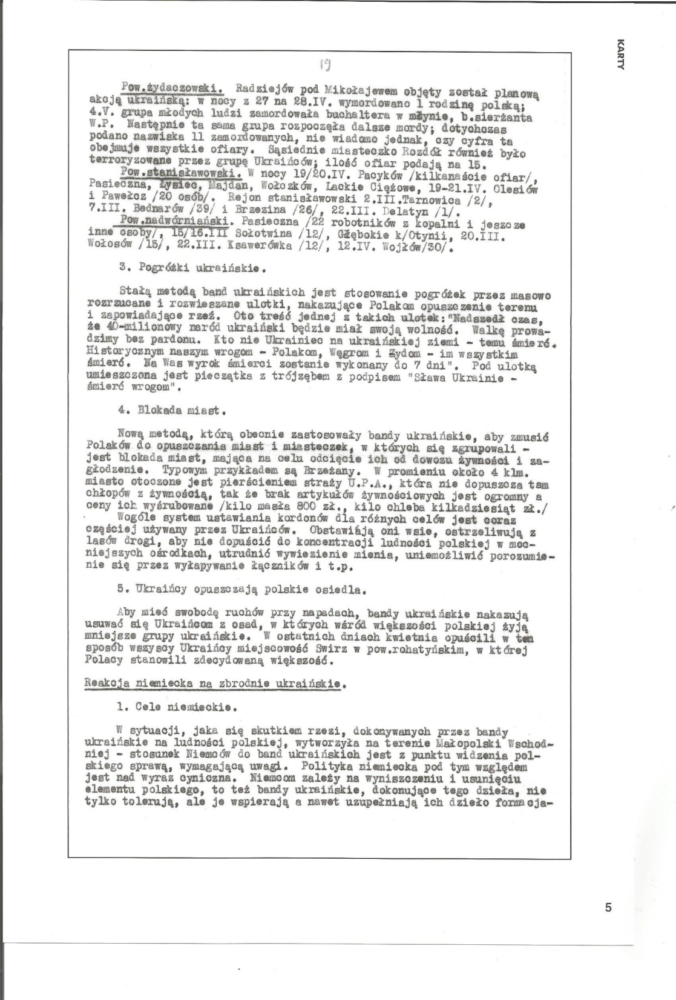 KARTY
19
Pow.żydaczowski. Radziejów pod Mikołajewem objęty został planową
akcją ukraińską: w nocy z 27 na 28.IV. wymordowano 1 rodzinę polską;
4.V. grupa młodych ludzi zamordowała buchaltera w młynie, b.sierżanta
W.P. Następnie ta sama grupa rozpoczęła dalsze mordy; dotychczas
podano nazwiska 11 zamordowanych, nie wiadomo jednak, czy cyfra ta
obejmuje wszystkie ofiary. Sąsiednie miasteczko Rozdół również było
terroryzowane przez grupę Ukraińców; ilość ofiar podają na 15.
Pow.stanisławowski. W nocy 19/20.IV. Pacyków /kilkanaście ofiar/,
Pasieczna, Łysiec, Majdan, Wołczków, Lackie Ciężowe, 19-21.IV. Olesiów
i Pawełcz /20 osób/. Rejon stanisławowski 2.III.Tarnowica /2/,
7.III. Bednarów /39/ i Brzezina /26/, 22.III. Delatyn /1/.
Pow.nadwórniański. Pasieczna /22 robotników z kopalni i jeszcze
inne osoby/, 15/16.III Sołotwina /12/, Głębokie k/Otynii, 20.III.
Wołosów /15/, 22.III. Ksawerówka /12/, 12.IV. Wojłów/30/.
3. Pogróżki ukraińskie.
Stałą metodą band ukraińskich jest stosowanie pogróżek przez masowo
rozrzucane i rozwieszane ulotki, nakazujące Polakom opuszczenie terenu
i zapowiadające rzeź. Oto treść jednej z takich ulotek:"Nadszedł czas,
że 40-milionowy naród ukraiński będzie miał swoją wolność. Walkę prowa-
dzimy bez pardonu. Kto nie Ukrainiec na ukraińskiej ziemi - temu śmierć.
Historycznym naszym wrogom - Polakom, Węgrom i Żydom - im wszystkim
śmierć. Na Was wyrok śmierci zostanie wykonany do 7 dni". Pod ulotką
umieszczona jest pieczątka z trójzębem z podpisem "Sława Ukrainie -
śmierć wrogom".
4. Blokada miast.
Nową metodą, którą obecnie zastosowały bandy ukraińskie, aby zmusić
Polaków do opuszczania miast i miasteczek, w których się zgrupowali -
jest blokada miast, mająca na celu odcięcie ich od dowozu żywności i za-
głodzenie. Typowym przykładem są Brzeżany. W promieniu około 4 klm.
miasto otoczone jest pierścieniem straży U.P.A., która nie dopuszcza tam
chłopów z żywnością, tak że brak artykułów żywnościowych jest ogromny a
ceny ich wyśrubowane /kilo masła 800 zł., kilo chleba kilkadziesiąt zł./
Wogóle system ustawiania kordonów dla różnych celów jest coraz
częściej używany przez Ukraińców. Obstawiają oni wsie, ostrzeliwują z
lasów drogi, aby nie dopuścić do koncentracji ludności polskiej w moc-
niejszych ośrodkach, utrudnić wywiezienie mienia, uniemożliwić porozumie-
nie się przez wyłapywanie łączników i t.p.
5. Ukraińcy opuszczają polskie osiedla.
Aby mieć swobodę ruchów przy napadach, bandy ukraińskie nakazują
usuwać się Ukraińcom z osad, w których wśród większości polskiej żyją
mniejsze grupy ukraińskie. W ostatnich dniach kwietnia opuścili w ten
sposób wszyscy Ukraińcy miejscowość Swirz w pow.rohatyńskim, w której
Polacy stanowili zdecydowaną większość.
Reakcja niemiecka na zbrodnie ukraińskie.
1. Cele niemieckie.
W sytuacji, jaka się skutkiem rzezi, dokonywanych przez bandy
ukraińskie na ludności polskiej, wytworzyła na terenie Małopolski Wschod-
niej - stosunek Niemców do band ukraińskich jest z punktu widzenia pol-
skiego sprawą, wymagającą uwagi. Polityka niemiecka pod tym względem
jest nad wyraz cyniczna. Niemcom zależy na wyniszczeniu i usunięciu
elementu polskiego, to też bandy ukraińskie, dokonujące tego dzieła, nie
tylko tolerują, ale je wspierają a nawet uzupełniają ich dzieło formacja-
5